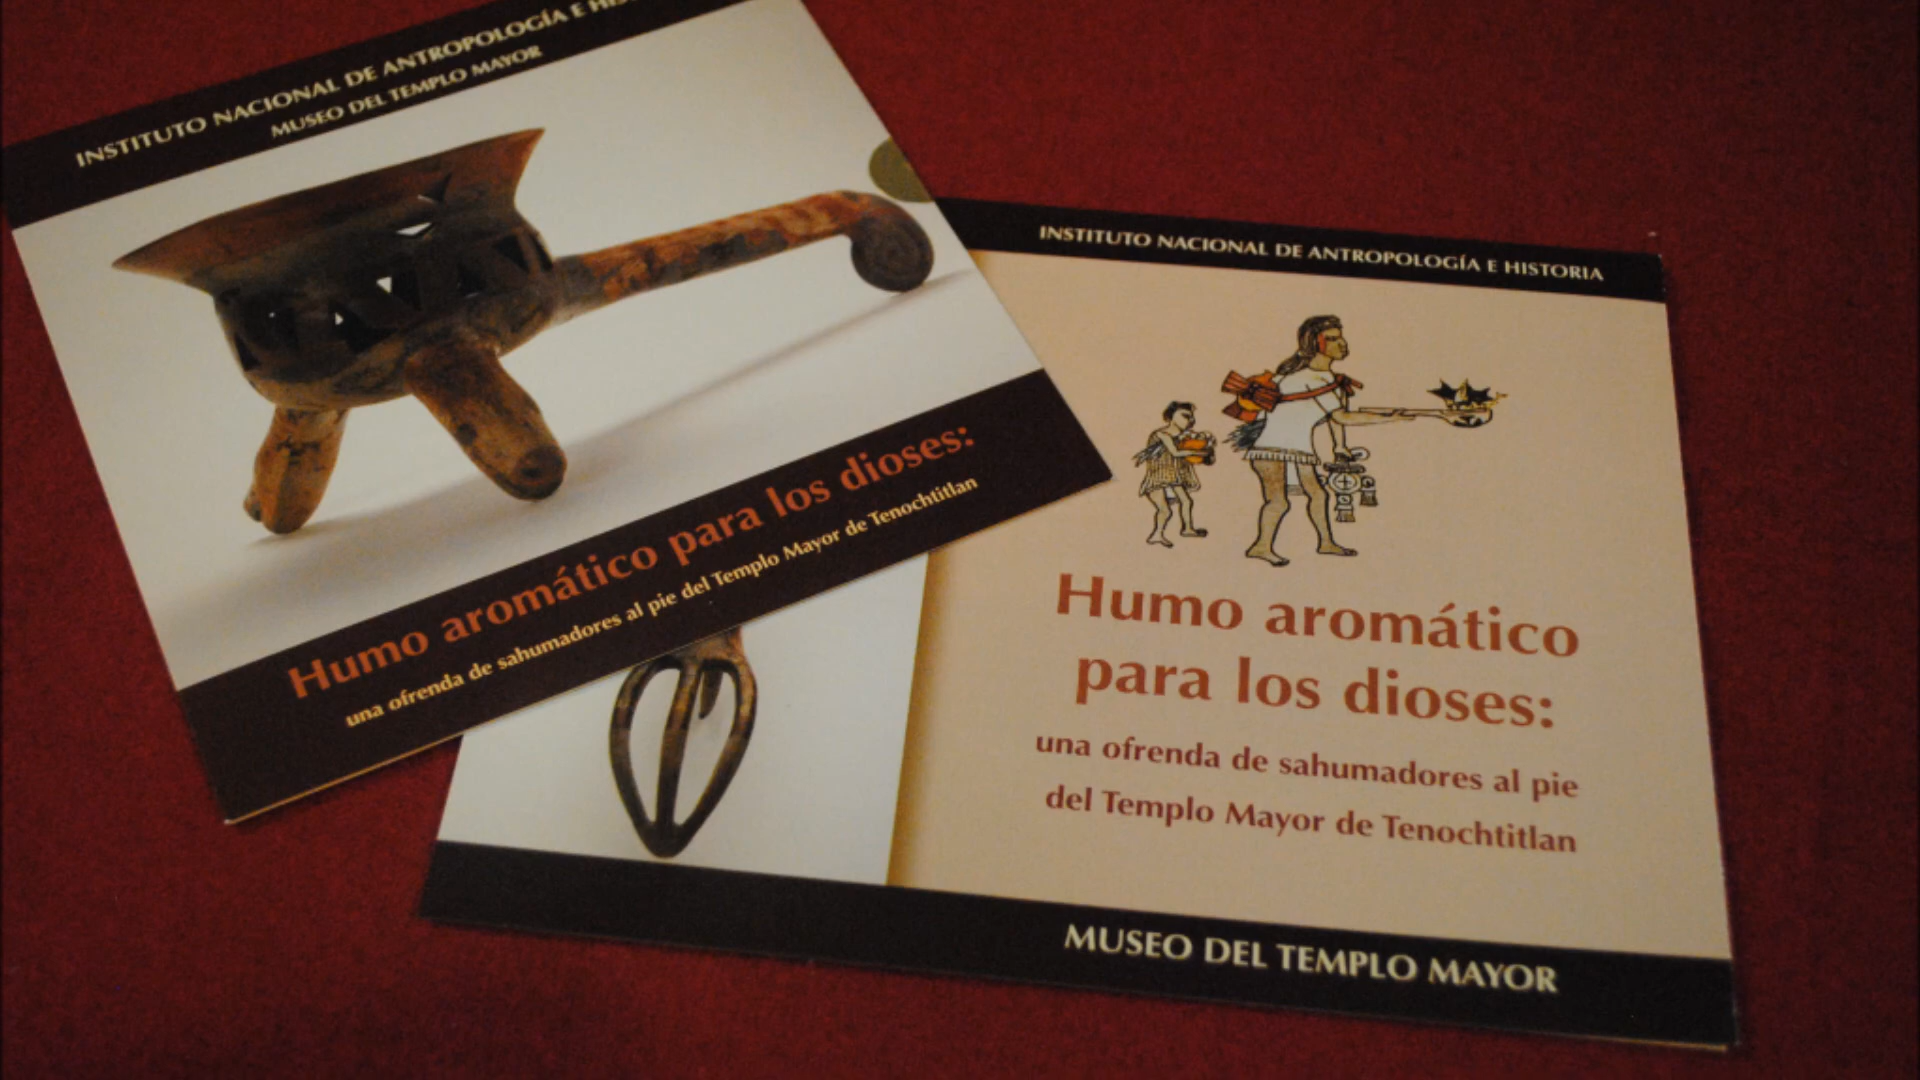 INSTITUTO NACIONAL DE ANTROPOLOGÍA E
MUSEO DEL TEMPLO MAYOR
Humo aromático para los dioses:
una ofrenda de sahumadores al pie del Templo Mayor de Tenochtitlan
INSTITUTO NACIONAL DE ANTROPOLOGÍA E HISTORIA
Humo aromático
para los dioses:
una ofrenda de sahumadores al pie
del Templo Mayor de Tenochtitlan
MUSEO DEL TEMPLO MAYOR